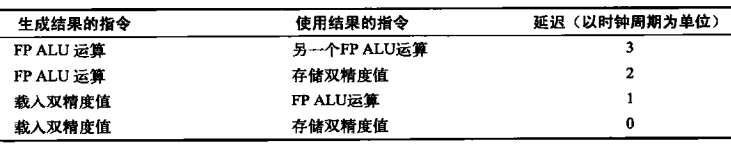 生成结果的指令 使用结果的指令 延迟（以时钟周期为单位）
FP ALU 运算 另一个FP ALU运算 3
FP ALU 运算 存储双精度值 2
载入双精度值 FP ALU运算 1
载入双精度值 存储双精度值 0